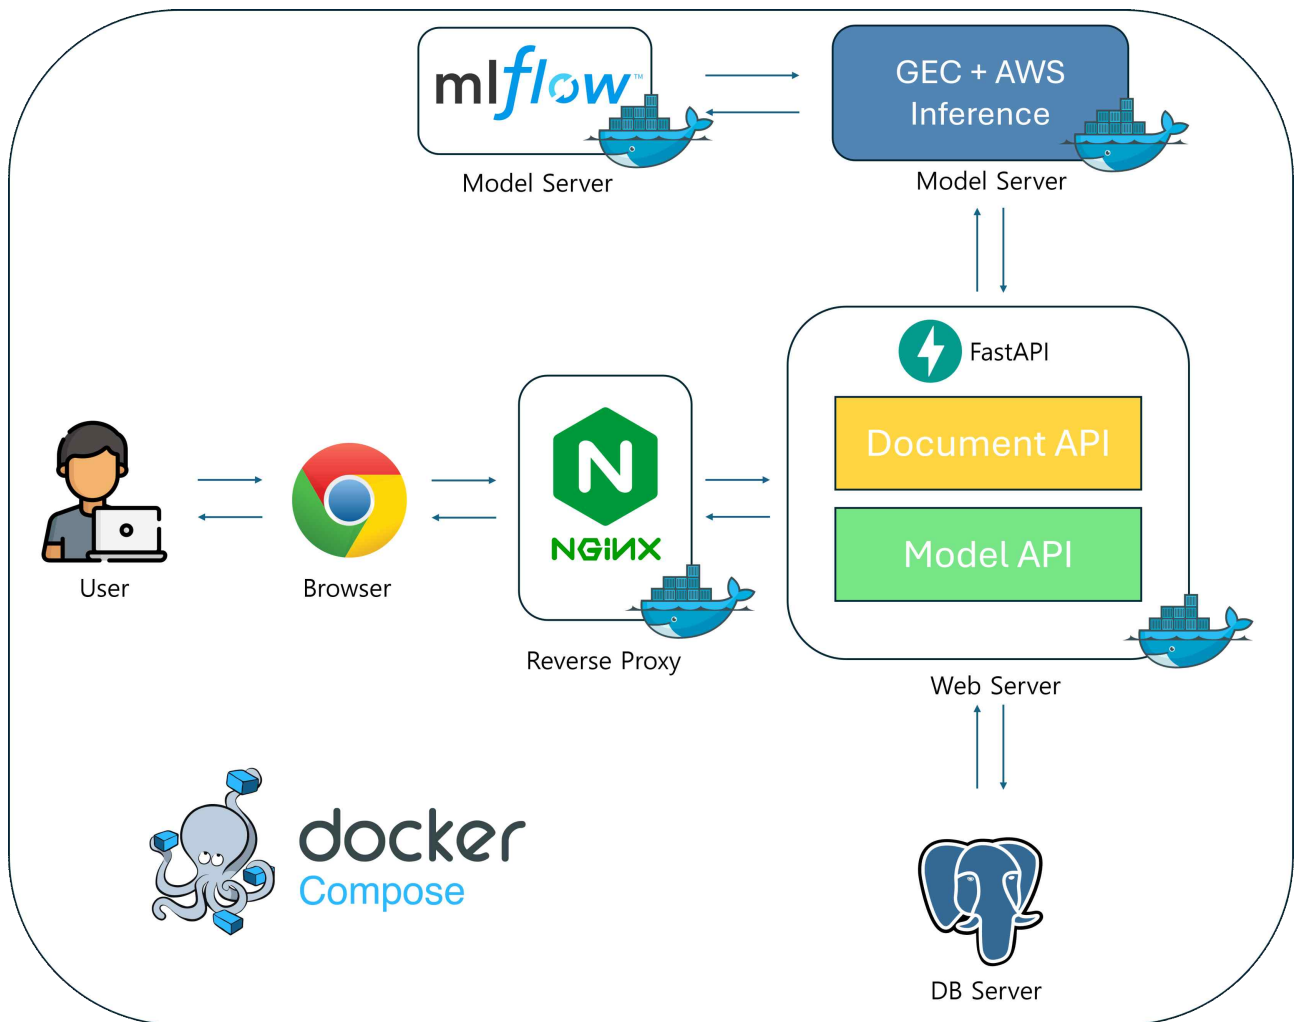 mlflow™
Model Server
GEC + AWS
Inference
Model Server
FastAPI
Document API
Model API
Web Server
User
Browser
N
NGINX
Reverse Proxy
docker
Compose
DB Server